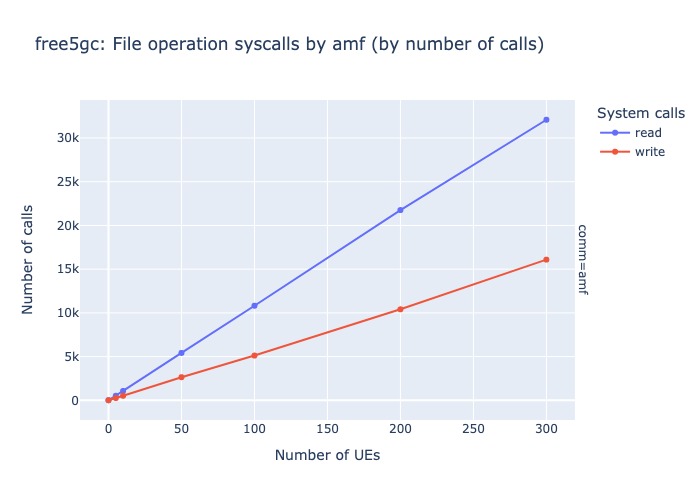 free5gc: File operation syscalls by amf (by number of calls)
System calls
read
write
Number of calls
30k
25k
20k
15k
10k
5k
0
comm=amf
0 50 100 150 200 250 300
Number of UEs